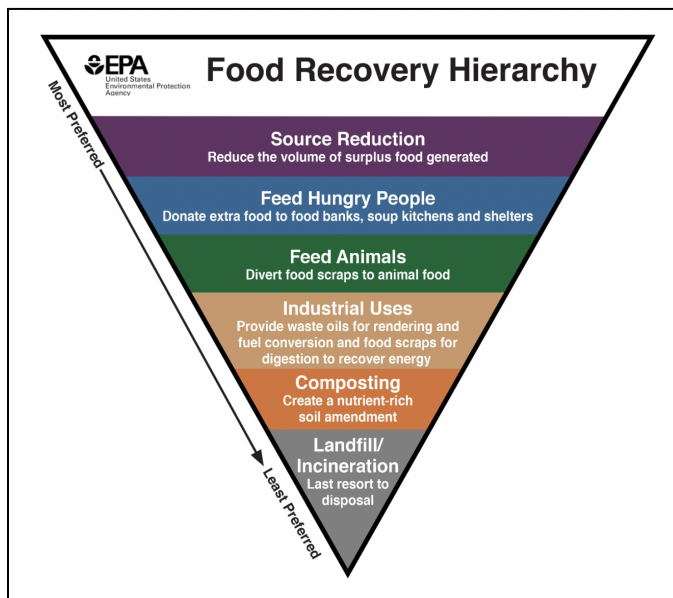 EPA
United States
Environmental Protection
Agency
Food Recovery Hierarchy
Most Preferred
Source Reduction
Reduce the volume of surplus food generated
Feed Hungry People
Donate extra food to food banks, soup kitchens and shelters
Feed Animals
Divert food scraps to animal food
Industrial Uses
Provide waste oils for rendering and
fuel conversion and food scraps for
digestion to recover energy
Composting
Create a nutrient-rich
soil amendment
Landfill/
Incineration
Last resort to
disposal
Least Preferred